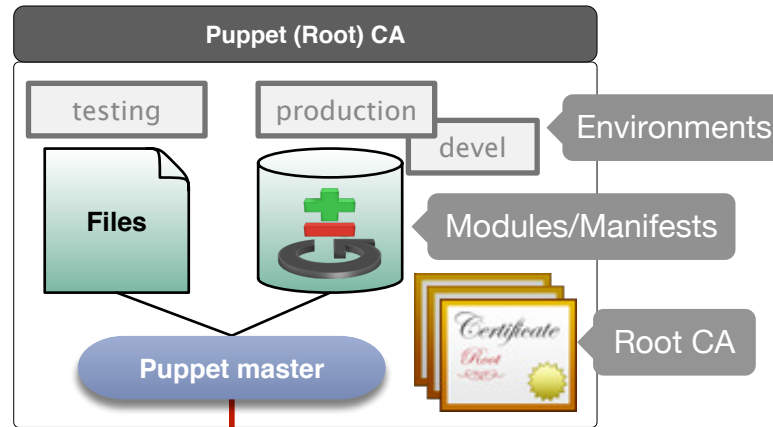 Puppet (Root) CA
testing
production
devel
Environments
Files
Modules/Manifests
Certificate
Root
Root CA
Puppet master